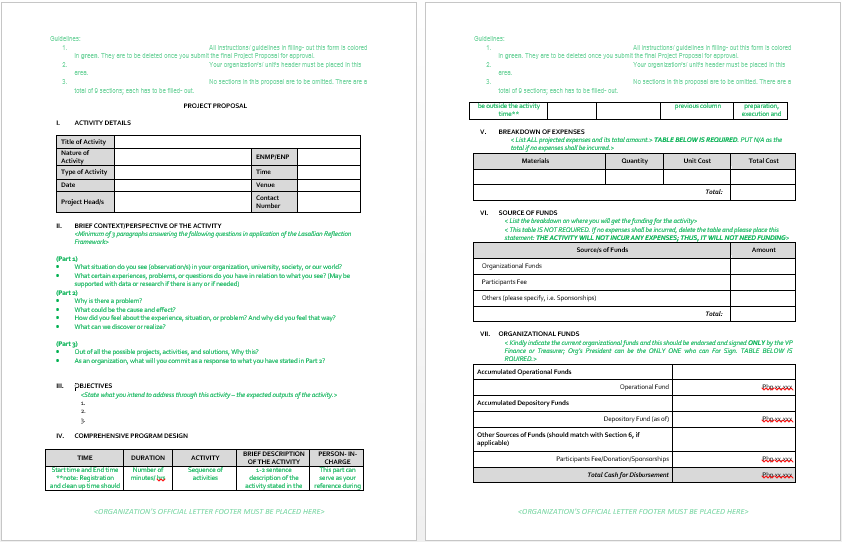 Guidelines:
1. All instructions/ guidelines in filling- out this form is colored
in green. They are to be deleted once you submit the final Project Proposal for approval.
2. Your organization's/ unit's header must be placed in this
area.
3. No sections in this proposal are to be omitted. There are a
total of 9 sections; each has to be filled- out.
PROJECT PROPOSAL
I. ACTIVITY DETAILS
Title of Activity
Nature of
Activity
ENMP/ENP
Type of Activity
Time
Date
Venue
Project Head/s
Contact
Number
II. BRIEF CONTEXT/PERSPECTIVE OF THE ACTIVITY
<Minimum of 3 paragraphs answering the following questions in application of the Lasallian Reflection
Framework>
(Part 1)
What situation do you see (observation/s) in your organization, university, society, or our world?
What certain experiences, problems, or questions do you have in relation to what you see? (May be
supported with data or research if there is any or if needed)
(Part 2)
Why is there a problem?
What could be the cause and effect?
How did you feel about the experience, situation, or problem? And why did you feel that way?
What can we discover or realize?
(Part 3)
Out of all the possible projects, activities, and solutions, Why this?
As an organization, what will you commit as a response to what you have stated in Part 2?
III. OBJECTIVES
<State what you intend to address through this activity – the expected outputs of the activity.>
1.
2.
3.
IV. COMPREHENSIVE PROGRAM DESIGN
TIME DURATION ACTIVITY BRIEF DESCRIPTION OF THE ACTIVITY PERSON- IN- CHARGE
Start time and End time
**note: Registration
and clean up time should
Number of
minutes/ hrs
Sequence of
activities
1-2 sentence
description of the
activity stated in the
This part can
serve as your
reference during
<ORGANIZATION'S OFFICIAL LETTER FOOTER MUST BE PLACED HERE>
Guidelines:
1. All instructions/ guidelines in filling- out this form is colored
in green. They are to be deleted once you submit the final Project Proposal for approval.
2. Your organization's/ unit's header must be placed in this
area.
3. No sections in this proposal are to be omitted. There are a
total of 9 sections; each has to be filled- out.
be outside the activity
time**
previous column
preparation,
execution and
V. BREAKDOWN OF EXPENSES
< List ALL projected expenses and its total amount.> TABLE BELOW IS REQUIRED. PUT N/A as the
total if no expenses shall be incurred.>
Materials Quantity Unit Cost Total Cost
Total:
VI. SOURCE OF FUNDS
< List the breakdown on where you will get the funding for the activity>
< This table IS NOT REQUIRED. If no expenses shall be incurred, delete the table and please place this
statement: THE ACTIVITY WILL NOT INCUR ANY EXPENSES; THUS, IT WILL NOT NEED FUNDING>
Source/s of Funds Amount
Organizational Funds
Participants Fee
Others (please specify, i.e. Sponsorships)
Total:
VII. ORGANIZATIONAL FUNDS
< Kindly indicate the current organizational funds and this should be endorsed and signed ONLY by the VP
Finance or Treasurer; Org's President can be the ONLY ONE who can For Sign. TABLE BELOW IS
RQUIRED.>
Accumulated Operational Funds
Operational Fund Php xx,xxx
Accumulated Depository Funds
Depository Fund (as of) Php xx,xxx
Other Sources of Funds (should match with Section 6, if
applicable)
Participants Fee/Donation/Sponsorships Php xx,xxx
Total Cash for Disbursement Php xx,xxx
<ORGANIZATION'S OFFICIAL LETTER FOOTER MUST BE PLACED HERE>